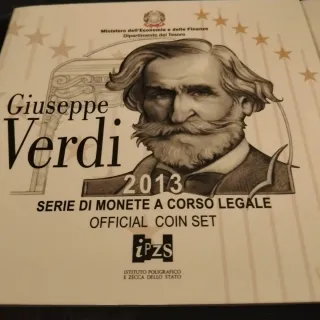 Ministero dell'Economia e delle Finanze
Dipartimento del Tesoro
Giuseppe
Verdi
2013
SERIE DI MONETE A CORSO LEGALE
OFFICIAL COIN SET
iPZS
ISTITUTO POLIGRAFICO
E ZECCA DELLO STATO